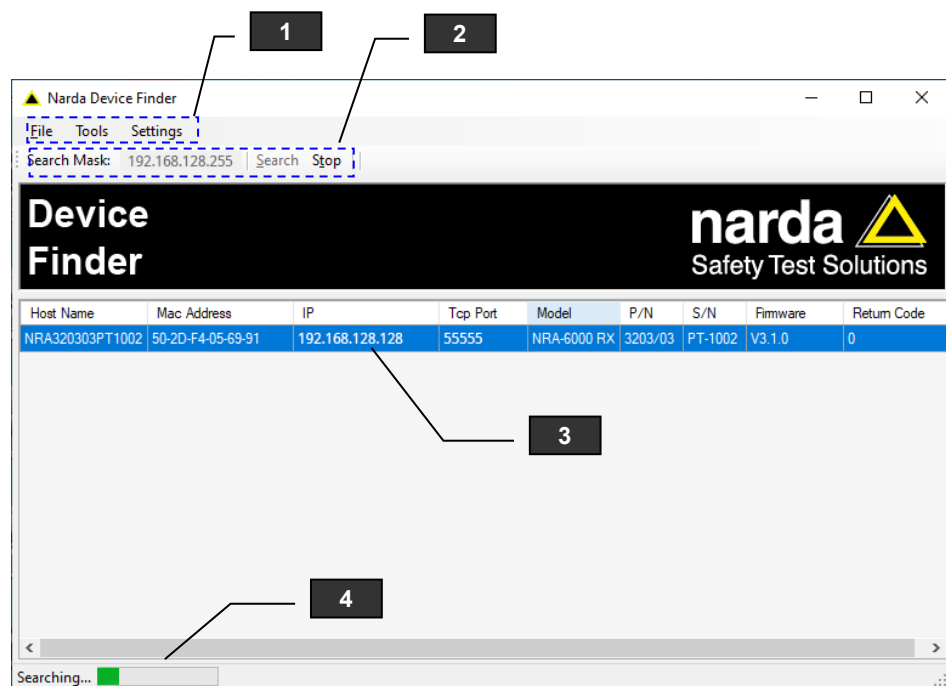 1
2
Narda Device Finder
File Tools Settings
Search Mask: 192.168.128.255 Search Stop
Device
Finder
narda
Safety Test Solutions
Host Name Mac Address IP Tcp Port Model P/N S/N Firmware Return Code
NRA320303PT1002 50-2D-F4-05-69-91 192.168.128.128 55555 NRA-6000 RX 3203/03 PT-1002 V3.1.0 0
3
4
Searching...